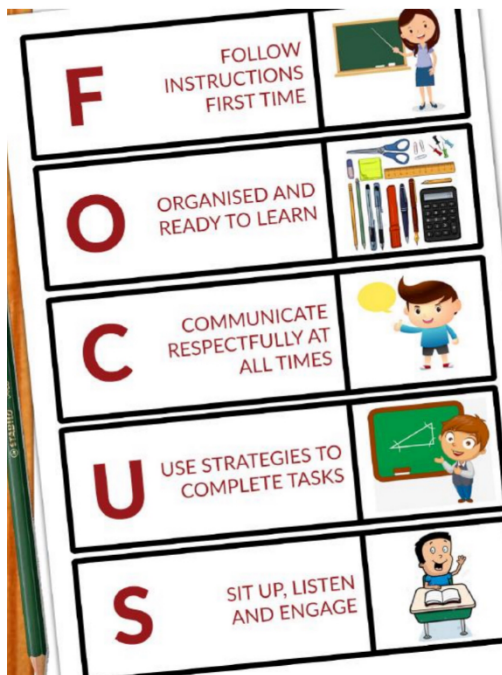 F
FOLLOW
INSTRUCTIONS
FIRST TIME
O
ORGANISED AND
READY TO LEARN
C
COMMUNICATE
RESPECTFULLY AT
ALL TIMES
U
USE STRATEGIES TO
COMPLETE TASKS
S
SIT UP, LISTEN
AND ENGAGE
STABILO